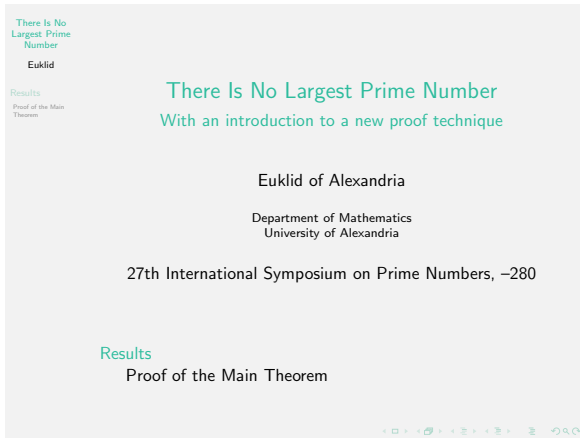 There Is No
Largest Prime
Number
Euklid
Results
Proof of the Main
Theorem
There Is No Largest Prime Number
With an introduction to a new proof technique
Euklid of Alexandria
Department of Mathematics
University of Alexandria
27th International Symposium on Prime Numbers, –280
Results
Proof of the Main Theorem